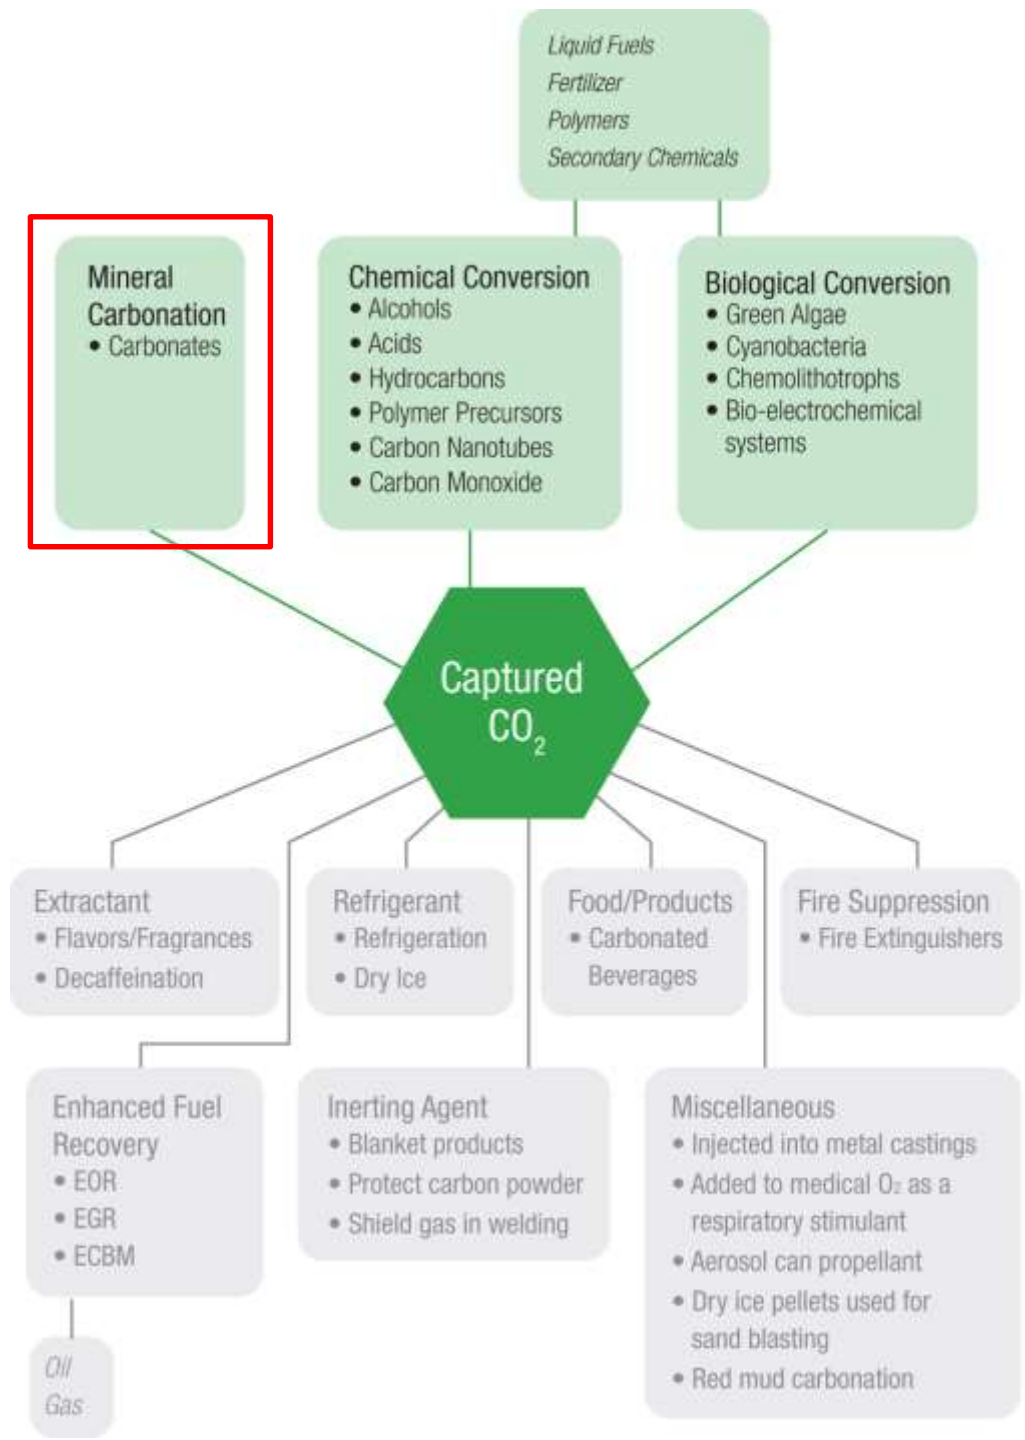 Liquid Fuels
Fertilizer
Polymers
Secondary Chemicals
Mineral
Carbonation
• Carbonates
Chemical Conversion
• Alcohols
• Acids
• Hydrocarbons
• Polymer Precursors
• Carbon Nanotubes
• Carbon Monoxide
Biological Conversion
• Green Algae
• Cyanobacteria
• Chemolithotrophs
• Bio-electrochemical
systems
Captured
CO₂
Extractant
• Flavors/Fragrances
• Decaffeination
Refrigerant
• Refrigeration
• Dry Ice
Food/Products
• Carbonated
Beverages
Fire Suppression
• Fire Extinguishers
Enhanced Fuel
Recovery
• EOR
• EGR
• ECBM
Inerting Agent
• Blanket products
• Protect carbon powder
• Shield gas in welding
Miscellaneous
• Injected into metal castings
• Added to medical O₂ as a
respiratory stimulant
• Aerosol can propellant
• Dry ice pellets used for
sand blasting
• Red mud carbonation
Oil
Gas